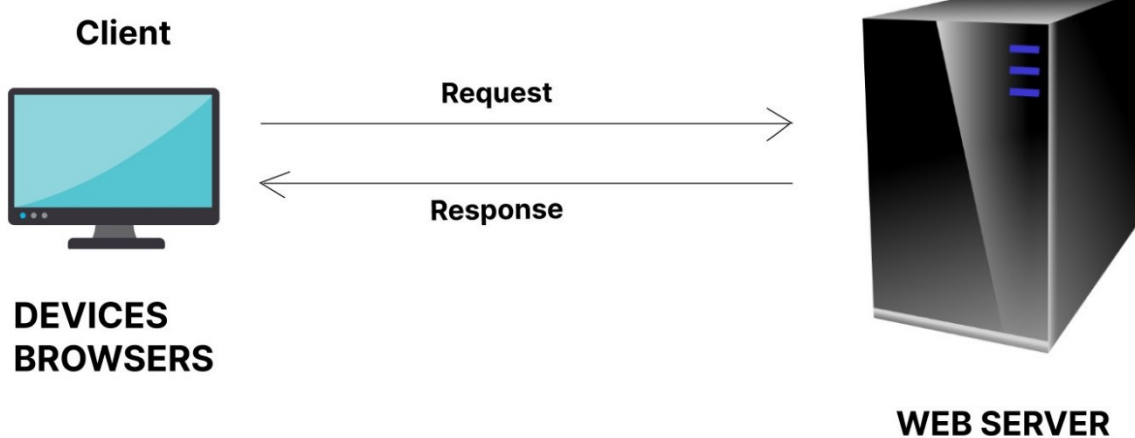 Client
Request
Response
DEVICES
BROWSERS
WEB SERVER